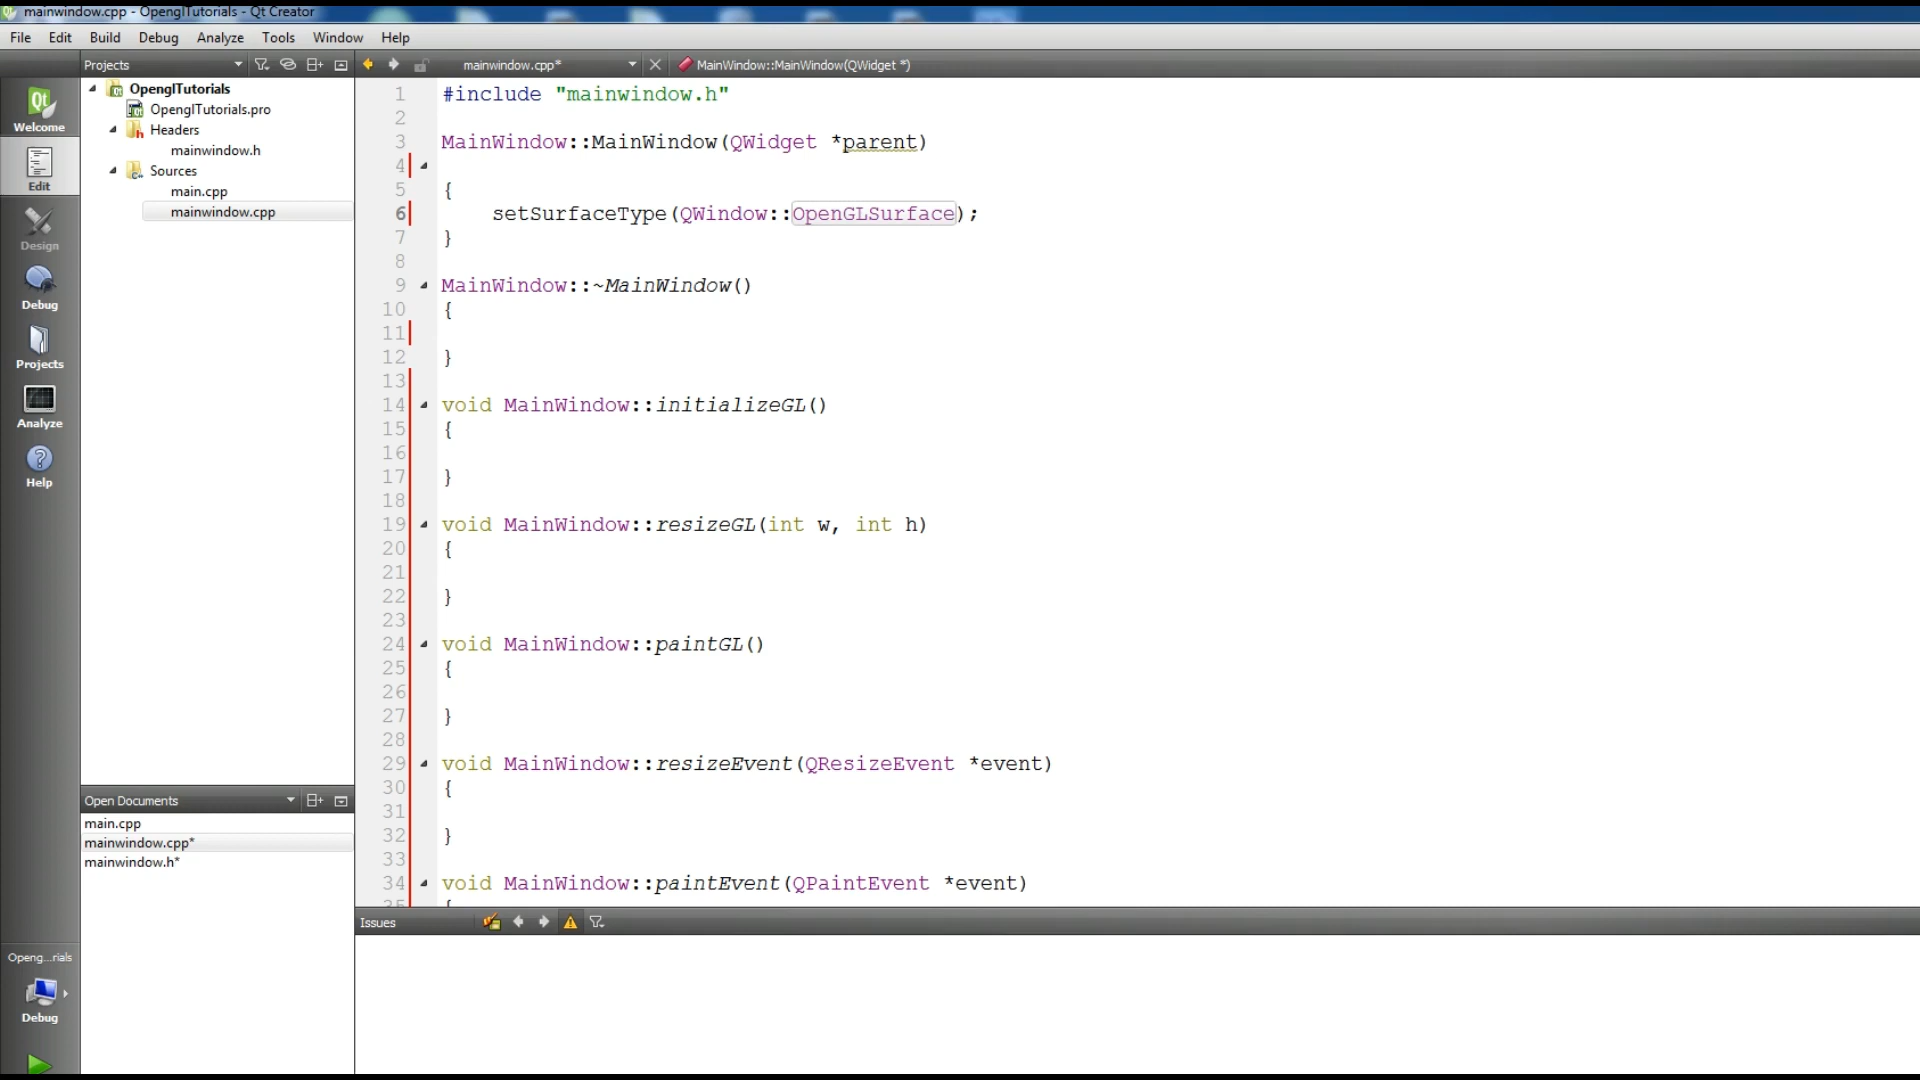 mainwindow.cpp - OpenglTutorials - Qt Creator
File Edit Build Debug Analyze Tools Window Help
Projects
mainwindow.cpp*
MainWindow::MainWindow(QWidget *)
Welcome
Edit
Design
Debug
Projects
Analyze
Help
OpenglTutorials
OpenglTutorials.pro
Headers
mainwindow.h
Sources
main.cpp
mainwindow.cpp
1 #include "mainwindow.h"
2
3 MainWindow::MainWindow(QWidget *parent)
4
5 {
6 setSurfaceType(QWindow::OpenGLSurface);
7 }
8
9 MainWindow::~MainWindow()
10 {
11
12 }
13
14 void MainWindow::initializeGL()
15 {
16
17 }
18
19 void MainWindow::resizeGL(int w, int h)
20 {
21
22 }
23
24 void MainWindow::paintGL()
25 {
26
27 }
28
29 void MainWindow::resizeEvent(QResizeEvent *event)
30 {
31
32 }
33
34 void MainWindow::paintEvent(QPaintEvent *event)
35 {
Open Documents
main.cpp
mainwindow.cpp*
mainwindow.h*
Openg...rials
Debug
Issues